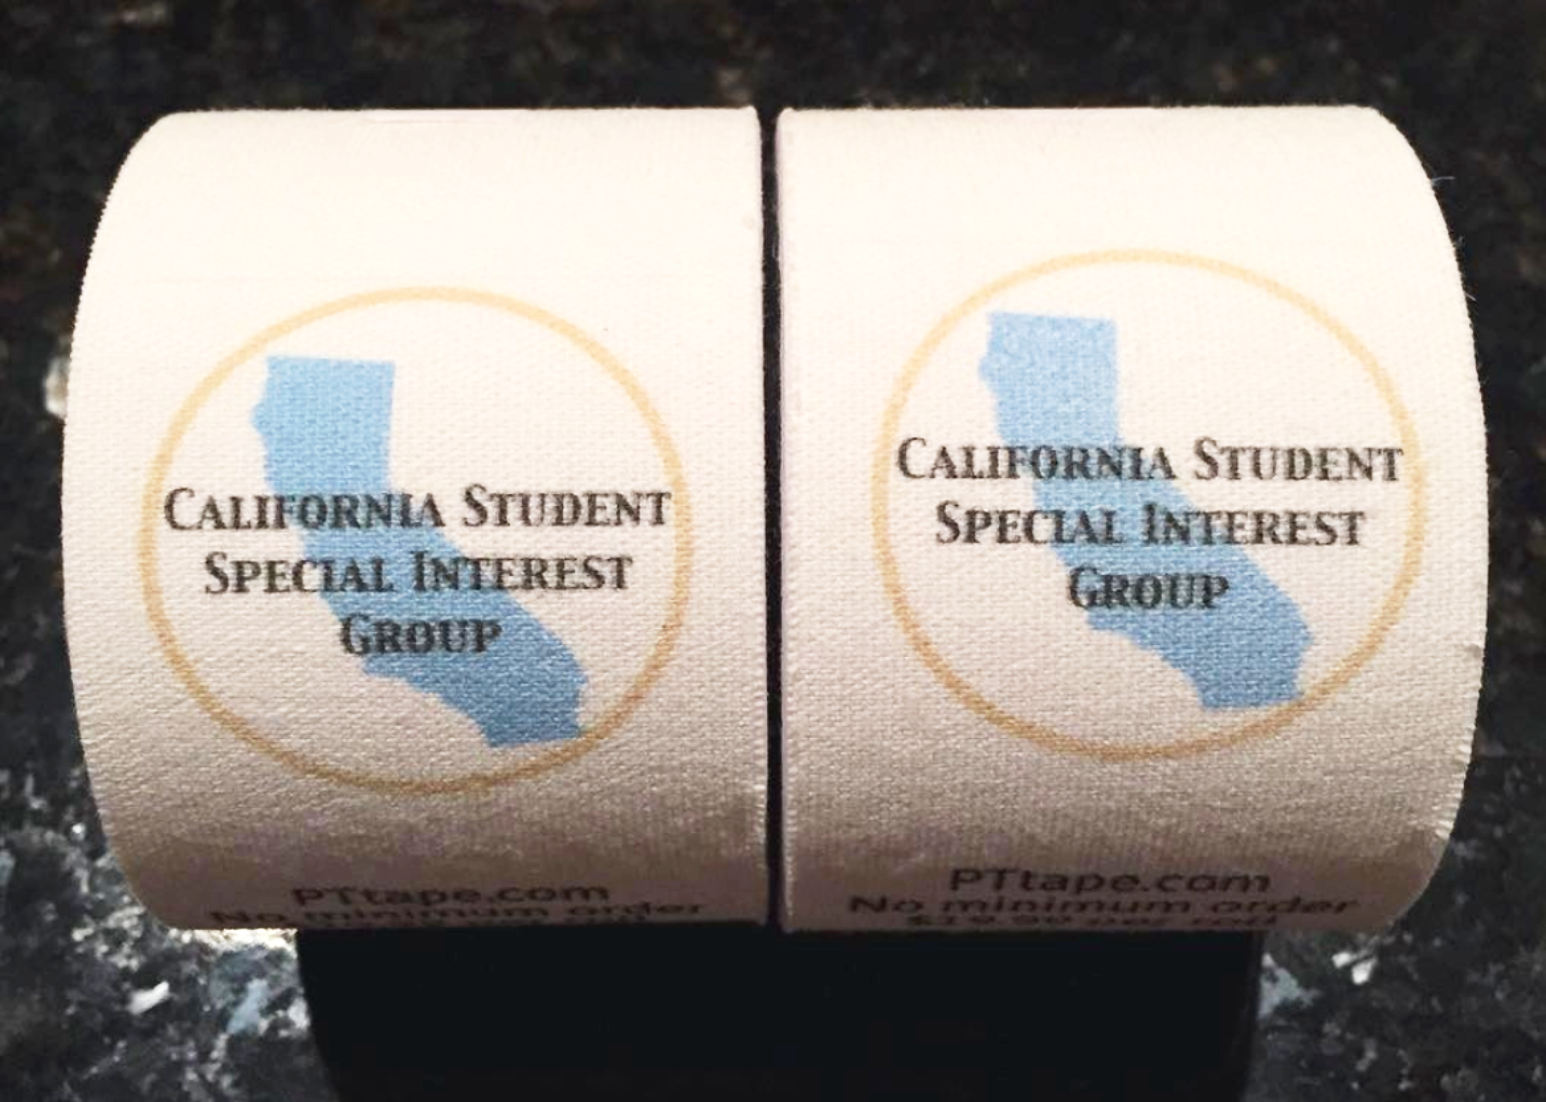 CALIFORNIA STUDENT
SPECIAL INTEREST
GROUP
PTtape.com
No minimum order
CALIFORNIA STUDENT
SPECIAL INTEREST
GROUP
PTtape.com
No minimum order